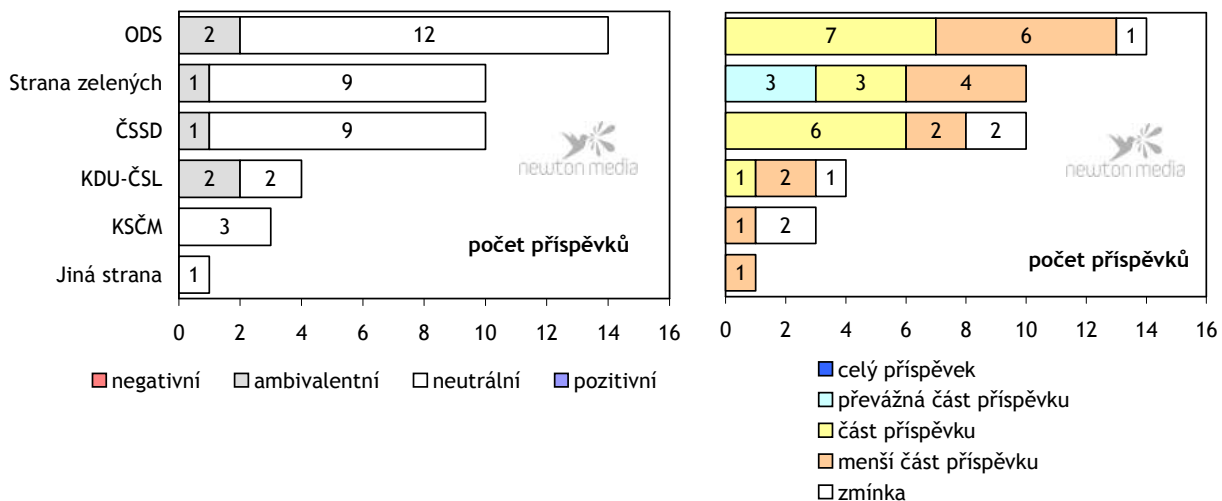 ODS
2
12
Strana zelených
1
9
ČSSD
1
9
KDU-ČSL
2
2
KSČM
3
Jiná strana
1
newton media
počet příspěvků
0 2 4 6 8 10 12 14 16
negativní ambivalentní neutrální pozitivní
7
6
1
3
3
4
6
2
2
1
2
1
1
2
1
newton media
počet příspěvků
0 2 4 6 8 10 12 14 16
celý příspěvek
převážná část příspěvku
část příspěvku
menší část příspěvku
zmínka